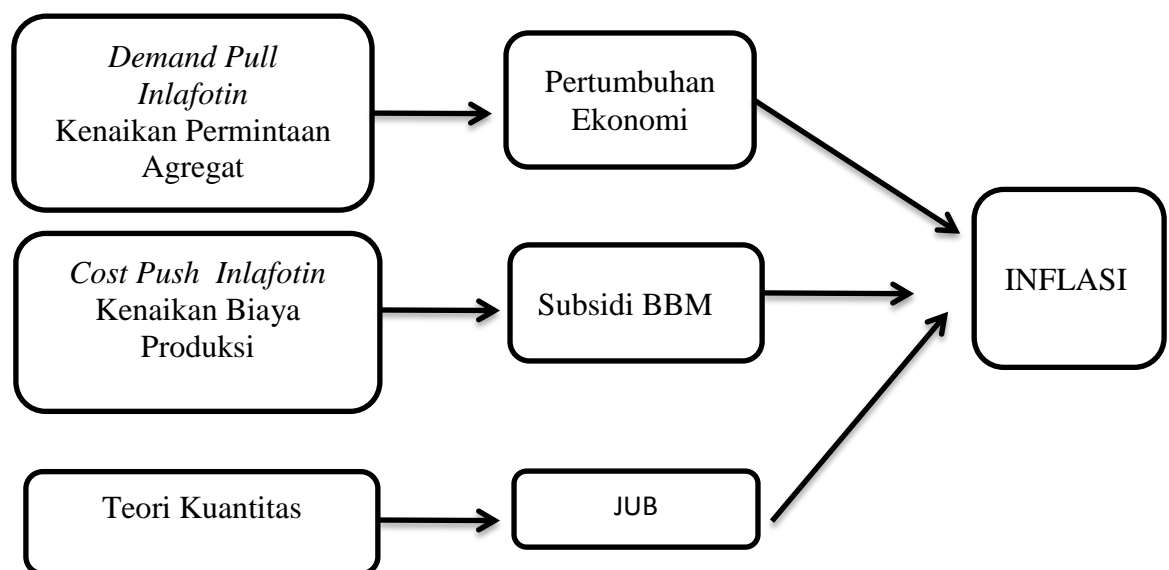 Demand Pull
Inlafotin
Kenaikan Permintaan
Agregat
Pertumbuhan
Ekonomi
Cost Push Inlafotin
Kenaikan Biaya
Produksi
Subsidi BBM
INFLASI
Teori Kuantitas
JUB